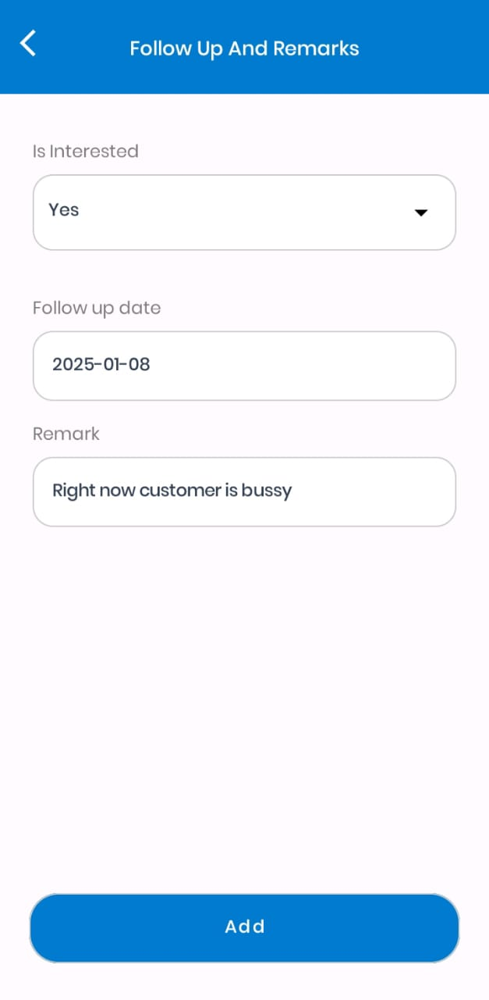 Follow Up And Remarks
Is Interested
Yes
Follow up date
2025-01-08
Remark
Right now customer is bussy
Add